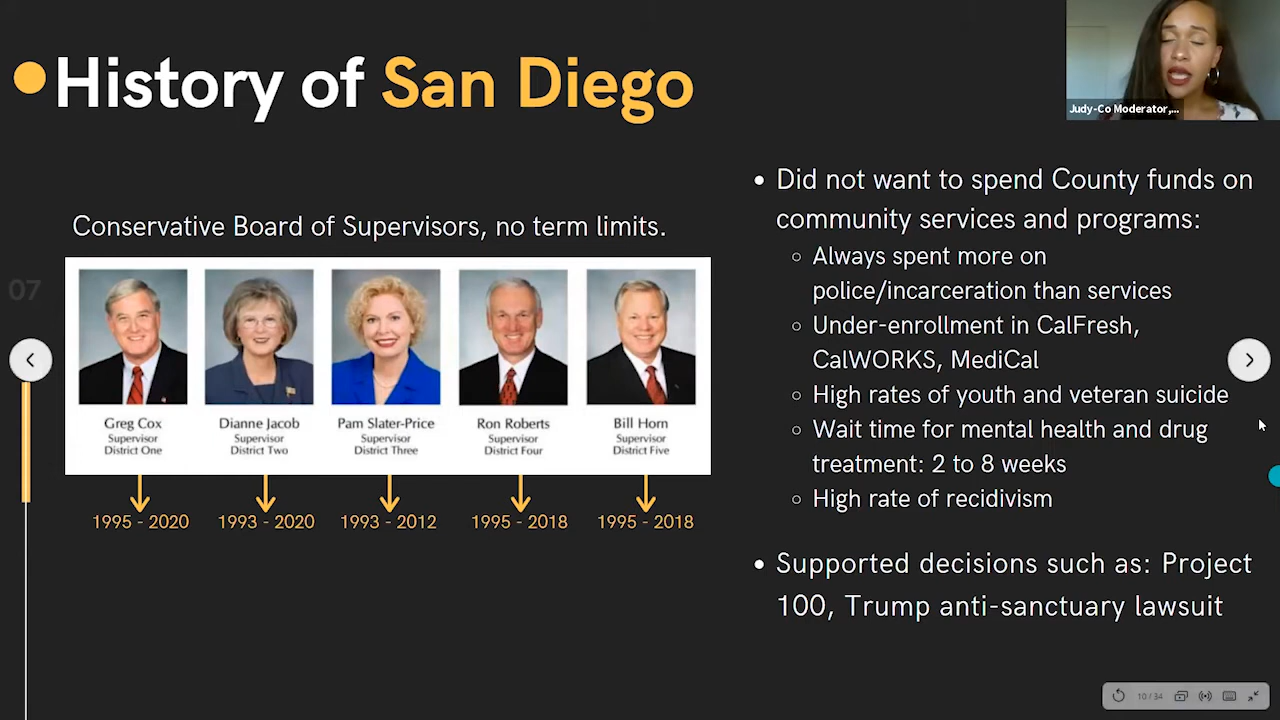 History of San Diego
Judy-Co Moderator,...
Conservative Board of Supervisors, no term limits.
07
Greg Cox
Supervisor
District One
Dianne Jacob
Supervisor
District Two
Pam Slater-Price
Supervisor
District Three
Ron Roberts
Supervisor
District Four
Bill Horn
Supervisor
District Five
1995 - 2020
1993 - 2020
1993 - 2012
1995 - 2018
1995 - 2018
• Did not want to spend County funds on
community services and programs:
○ Always spent more on
police/incarceration than services
○ Under-enrollment in CalFresh,
CalWORKS, MediCal
○ High rates of youth and veteran suicide
○ Wait time for mental health and drug
treatment: 2 to 8 weeks
○ High rate of recidivism
• Supported decisions such as: Project
100, Trump anti-sanctuary lawsuit
10 / 34